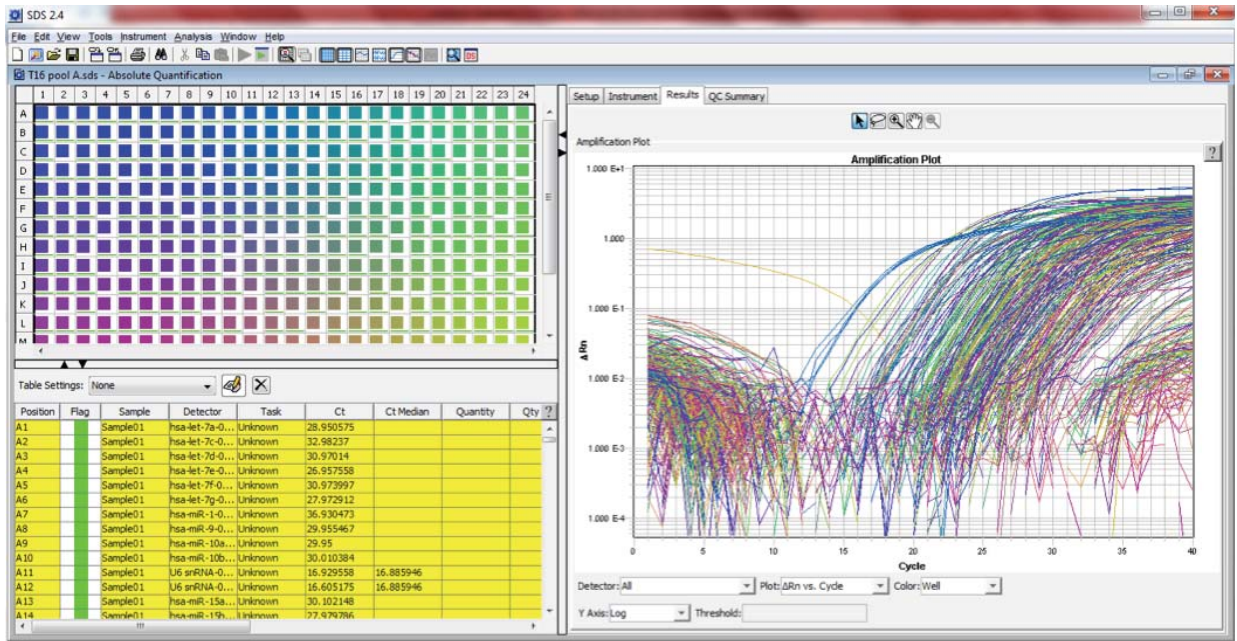 SDS 2.4
File Edit View Tools Instrument Analysis Window Help
T16 pool A.sds - Absolute Quantification
1 2 3 4 5 6 7 8 9 10 11 12 13 14 15 16 17 18 19 20 21 22 23 24
A
B
C
D
E
F
G
H
I
J
K
L
M
Table Settings: None
Position Flag Sample Detector Task Ct Ct Median Quantity Qty ?
A1 Sample01 hsa-let-7a-0... Unknown 28.950575
A2 Sample01 hsa-let-7c-0... Unknown 32.98237
A3 Sample01 hsa-let-7d-0... Unknown 30.97014
A4 Sample01 hsa-let-7e-0... Unknown 26.957558
A5 Sample01 hsa-let-7f-0... Unknown 30.973997
A6 Sample01 hsa-let-7g-0... Unknown 27.972912
A7 Sample01 hsa-miR-1-0... Unknown 36.930473
A8 Sample01 hsa-miR-9-0... Unknown 29.955467
A9 Sample01 hsa-miR-10a... Unknown 29.95
A10 Sample01 hsa-miR-10b... Unknown 30.010384
A11 Sample01 U6 snRNA-0... Unknown 16.929558 16.885946
A12 Sample01 U6 snRNA-0... Unknown 16.605175 16.885946
A13 Sample01 hsa-miR-15a... Unknown 30.102148
A14 Sample01 hsa-miR-15b... Unknown 27.979786
Setup Instrument Results QC Summary
Amplification Plot
?
Amplification Plot
1.000 E+1
1.000
1.000 E-1
1.000 E-2
1.000 E-3
1.000 E-4
Δ Rn
0 5 10 15 20 25 30 35 40
Cycle
Detector: All Plot: ΔRn vs. Cycle Color: Well
Y Axis: Log Threshold: